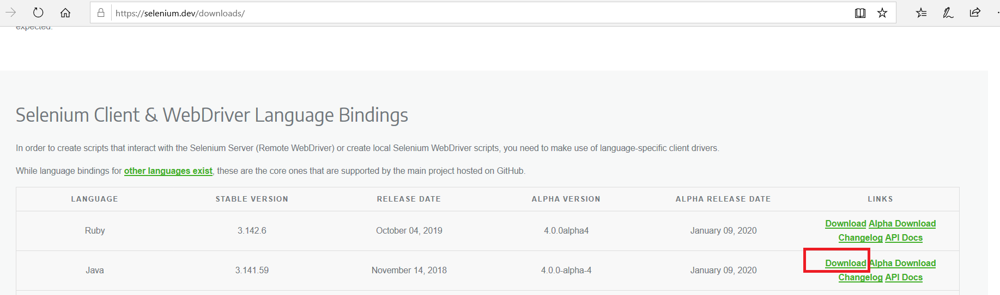 https://selenium.dev/downloads/
expected.
Selenium Client & WebDriver Language Bindings
In order to create scripts that interact with the Selenium Server (Remote WebDriver) or create local Selenium WebDriver scripts, you need to make use of language-specific client drivers.
While language bindings for other languages exist, these are the core ones that are supported by the main project hosted on GitHub.
LANGUAGE STABLE VERSION RELEASE DATE ALPHA VERSION ALPHA RELEASE DATE LINKS
Ruby 3.142.6 October 04, 2019 4.0.0alpha4 January 09, 2020 Download Alpha Download
Changelog API Docs
Java 3.141.59 November 14, 2018 4.0.0-alpha-4 January 09, 2020 Download Alpha Download
Changelog API Docs